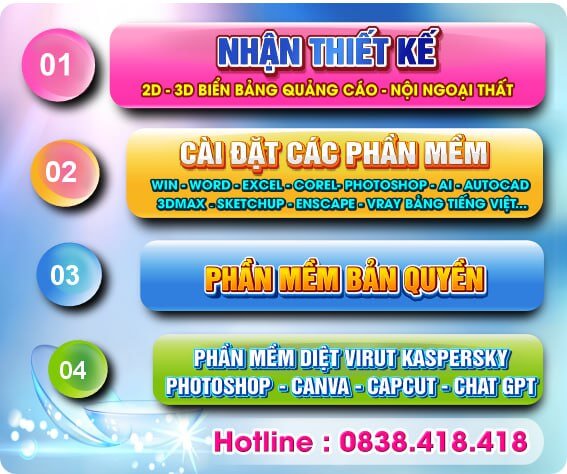 01
NHẬN THIẾT KẾ
2D - 3D BIỂN BẢNG QUẢNG CÁO - NỘI NGOẠI THẤT
02
CÀI ĐẶT CÁC PHẦN MỀM
WIN - WORD - EXCEL - COREL- PHOTOSHOP - AI - AUTOCAD
3DMAX - SKETCHUP - ENSCAPE - VRAY BẢNG TIẾNG VIỆT...
03
PHẦN MỀM BẢN QUYỀN
04
PHẦN MỀM DIỆT VIRUT KASPERSKY
PHOTOSHOP - CANVA - CAPCUT - CHAT GPT
Hotline : 0838.418.418